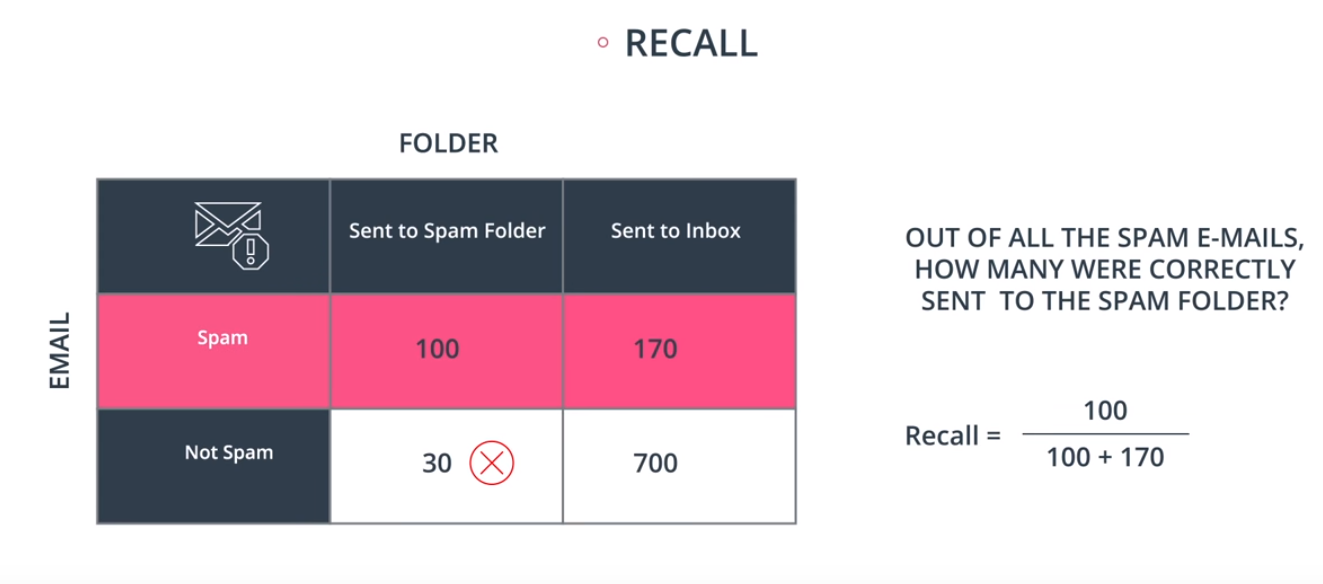 RECALL
FOLDER
Sent to Spam Folder Sent to Inbox
EMAIL
Spam 100 170
Not Spam 30 700
OUT OF ALL THE SPAM E-MAILS,
HOW MANY WERE CORRECTLY
SENT TO THE SPAM FOLDER?
100
Recall =
100 + 170